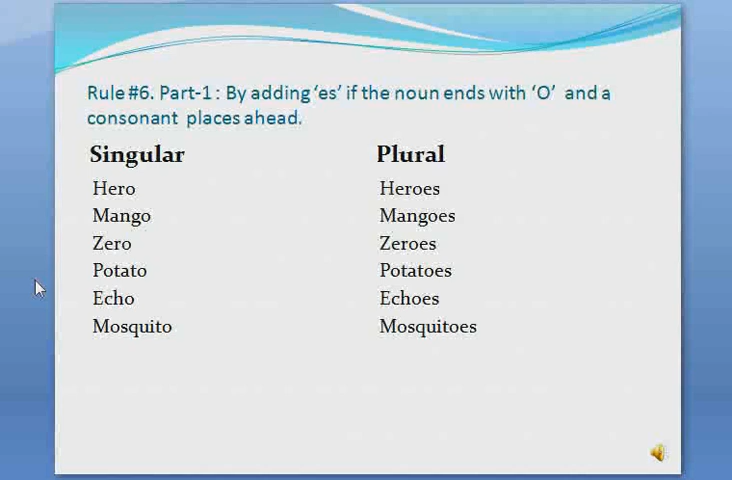 Rule #6. Part-1 : By adding 'es' if the noun ends with 'O' and a
consonant places ahead.
Singular Plural
Hero Heroes
Mango Mangoes
Zero Zeroes
Potato Potatoes
Echo Echoes
Mosquito Mosquitoes